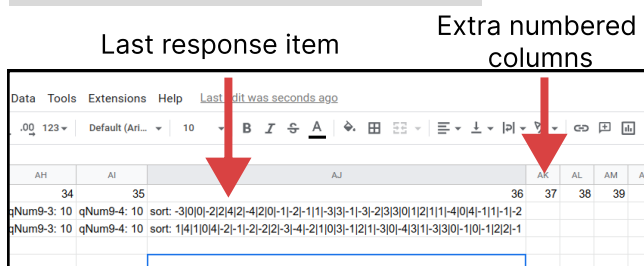 Last response item
Extra numbered
columns
Data Tools Extensions Help Last edit was seconds ago
.00 123 Default (Ari... 10 B I S A
AH AI AJ AK AL AM
34 35 36 37 38 39
qNum9-3: 10 qNum9-4: 10 sort: -3|0|0|-2|2|4|2|-4|2|0|-1|-2|-1|1|-3|3|-1|-3|-2|3|3|0|1|2|1|1|-4|0|4|-1|1|-1|-2
qNum9-3: 10 qNum9-4: 10 sort: 1|4|1|0|4|-2|-1|-2|-2|2|-3|-4|-2|1|0|3|-1|2|1|-3|0|-4|3|1|-3|3|0|-1|0|-1|2|2|-1